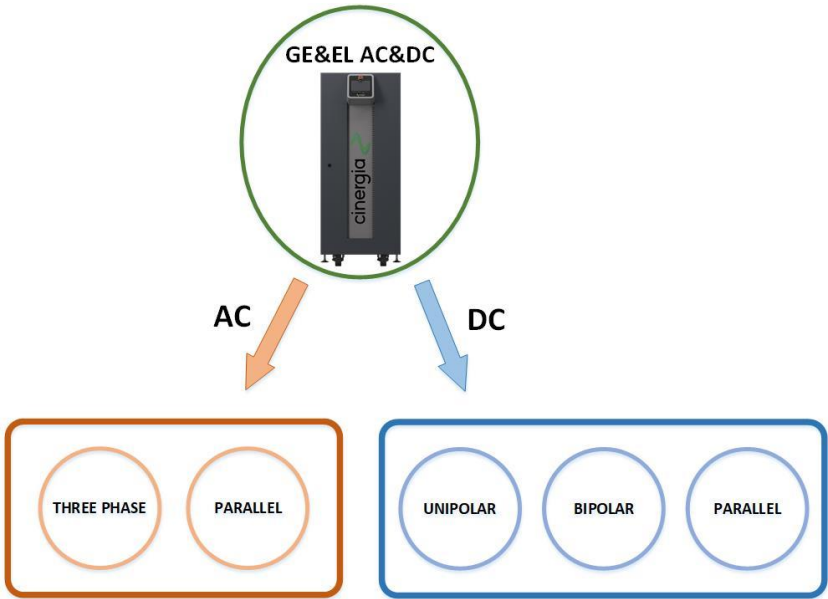 GE&EL AC&DC
cinergia
AC
DC
THREE PHASE
PARALLEL
UNIPOLAR
BIPOLAR
PARALLEL